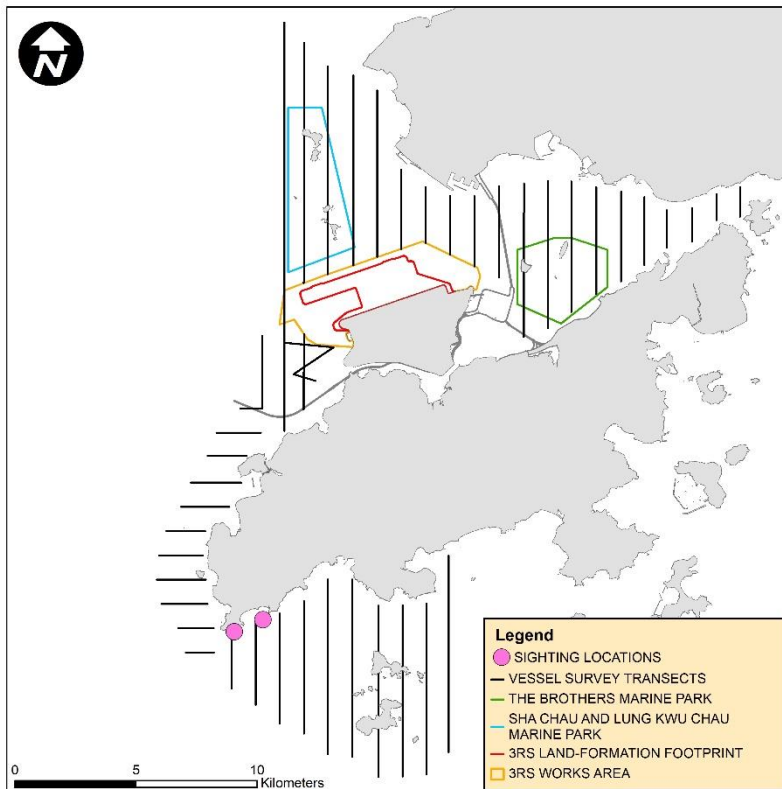 N
Legend
SIGHTING LOCATIONS
VESSEL SURVEY TRANSECTS
THE BROTHERS MARINE PARK
SHA CHAU AND LUNG KWU CHAU
MARINE PARK
3RS LAND-FORMATION FOOTPRINT
3RS WORKS AREA
0 5 10
Kilometers